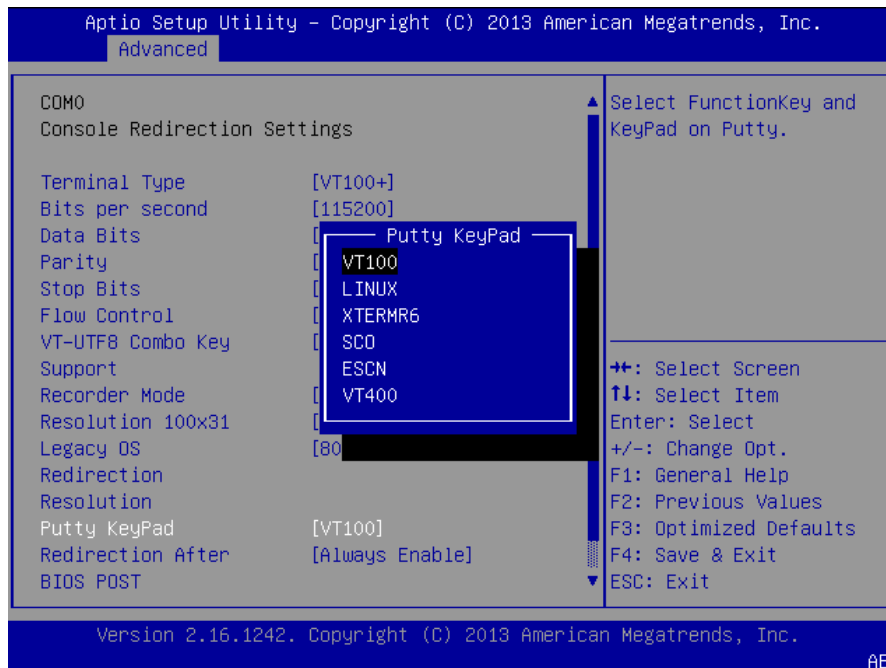 Aptio Setup Utility – Copyright (C) 2013 American Megatrends, Inc.
Advanced
COM0
Console Redirection Settings
Terminal Type [VT100+]
Bits per second [115200]
Data Bits [
Parity [
Stop Bits [
Flow Control [
VT-UTF8 Combo Key [
Support
Recorder Mode [
Resolution 100x31 [
Legacy OS [80
Redirection
Resolution
Putty KeyPad [VT100]
Redirection After [Always Enable]
BIOS POST
Putty KeyPad
VT100
LINUX
XTERMR6
SCO
ESCN
VT400
Select FunctionKey and
KeyPad on Putty.
→←: Select Screen
↑↓: Select Item
Enter: Select
+/-: Change Opt.
F1: General Help
F2: Previous Values
F3: Optimized Defaults
F4: Save & Exit
ESC: Exit
Version 2.16.1242. Copyright (C) 2013 American Megatrends, Inc.